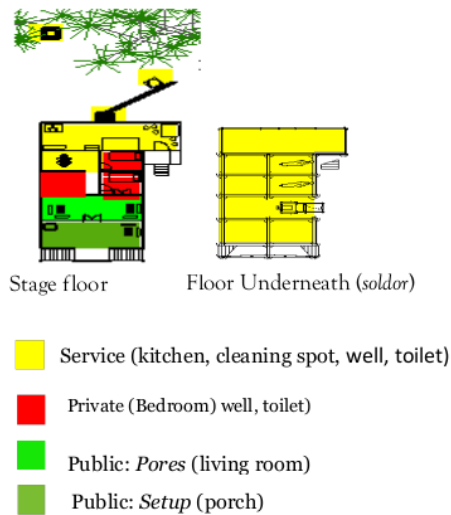 Stage floor
Floor Underneath (soldor)
Service (kitchen, cleaning spot, well, toilet)
Private (Bedroom) well, toilet)
Public: Pores (living room)
Public: Setup (porch)